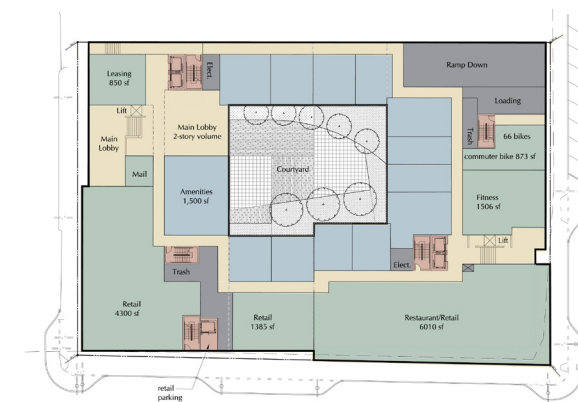 Leasing
850 sf
Elect.
Ramp Down
Loading
Lift
Main
Lobby
Main Lobby
2-story volume
Trash
66 bikes
commuter bike 873 sf
Courtyard
Mail
Amenities
1,500 sf
Fitness
1506 sf
Lift
Trash
Elect.
Retail
4300 sf
Retail
1385 sf
Restaurant/Retail
6010 sf
retail
parking